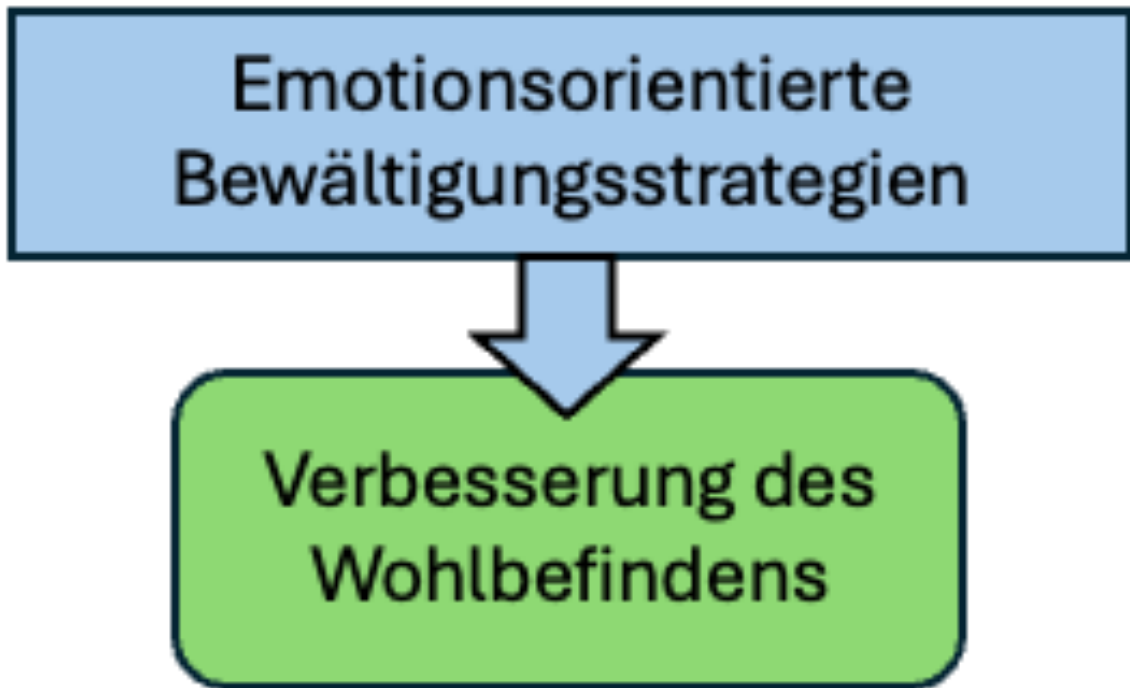 Emotionsorientierte
Bewältigungsstrategien
Verbesserung des
Wohlbefindens